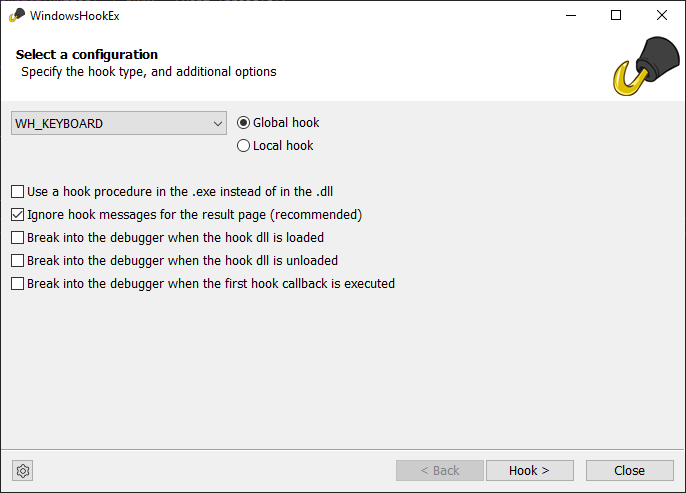 WindowsHookEx
Select a configuration
Specify the hook type, and additional options
WH_KEYBOARD
Global hook
Local hook
Use a hook procedure in the .exe instead of in the .dll
Ignore hook messages for the result page (recommended)
Break into the debugger when the hook dll is loaded
Break into the debugger when the hook dll is unloaded
Break into the debugger when the first hook callback is executed
< Back
Hook >
Close